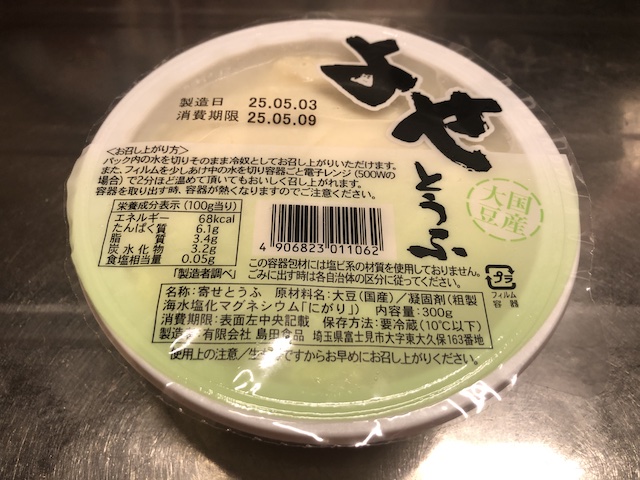 よせ
とうふ
国産
大豆
製造日 25.05.03
消費期限 25.05.09
<お召し上がり方>
パック内の水を切りそのまま冷奴としてお召し上がりいただけます。
また、フィルムを少しあけ中の水を切り容器ごと電子レンジ(500Wの
場合)で2分ほど温めて頂いてもおいしく召し上がれます。
容器を取り出す時、容器が熱くなりますのでご注意ください。
栄養成分表示(100g当り)
エネルギー 68kcal
たんぱく質 6.1g
脂質 3.4g
炭水化物 3.2g
食塩相当量 0.05g
「製造者調べ」
4 906823 011062
この容器包材には塩ビ系の材質を使用しておりません。
ごみに出す時は各自治体の区分に従ってください。
プラ
フィルム
容器
名称:寄せとうふ 原材料名:大豆(国産)/凝固剤(粗製
海水塩化マグネシウム「にがり」) 内容量:300g
消費期限:表面左中央記載 保存方法:要冷蔵(10℃以下)
製造者:有限会社 島田食品 埼玉県富士見市大字東大久保163番地
使用上の注意/生ものですからお早めにお召し上がりください。